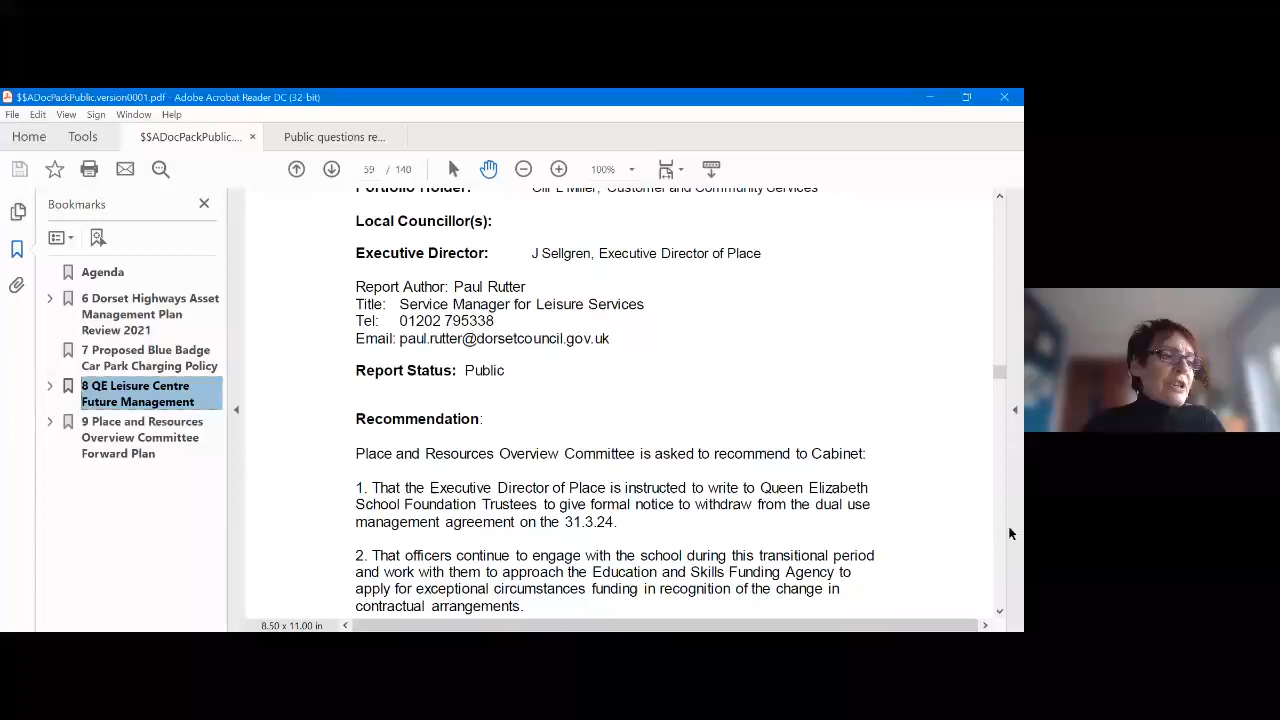 $$ADocPackPublic.version0001.pdf - Adobe Acrobat Reader DC (32-bit)
File Edit View Sign Window Help
Home Tools $$ADocPackPublic.... × Public questions re...
59 / 140 100%
Bookmarks
Agenda
6 Dorset Highways Asset
Management Plan
Review 2021
7 Proposed Blue Badge
Car Park Charging Policy
8 QE Leisure Centre
Future Management
9 Place and Resources
Overview Committee
Forward Plan
Portfolio Holder: Cllr L Miller, Customer and Community Services
Local Councillor(s):
Executive Director: J Sellgren, Executive Director of Place
Report Author: Paul Rutter
Title: Service Manager for Leisure Services
Tel: 01202 795338
Email: paul.rutter@dorsetcouncil.gov.uk
Report Status: Public
Recommendation:
Place and Resources Overview Committee is asked to recommend to Cabinet:
1. That the Executive Director of Place is instructed to write to Queen Elizabeth
School Foundation Trustees to give formal notice to withdraw from the dual use
management agreement on the 31.3.24.
2. That officers continue to engage with the school during this transitional period
and work with them to approach the Education and Skills Funding Agency to
apply for exceptional circumstances funding in recognition of the change in
contractual arrangements.
8.50 x 11.00 in